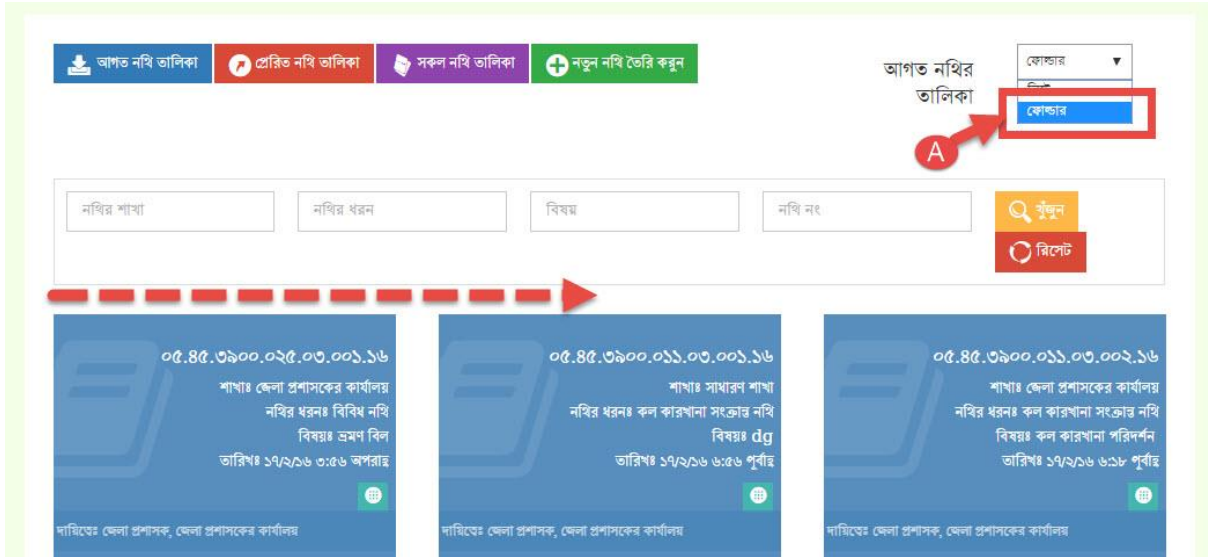 আগত নথি তালিকা
প্রেরিত নথি তালিকা
সকল নথি তালিকা
নতুন নথি তৈরি করুন
আগত নথির
তালিকা
ফোল্ডার
ফোল্ডার
A
নথির শাখা
নথির ধরন
বিষয়
নথি নং
খুঁজুন
রিসেট
০৫.৪৫.৩৯০০.০২৫.০৩.০০১.১৬
শাখাঃ জেলা প্রশাসকের কার্যালয়
নথির ধরনঃ বিবিধ নথি
বিষয়ঃ ভ্রমণ বিল
তারিখঃ ১৭/২/১৬ ৩:৫৬ অপরাহ্ণ
দায়িত্বেঃ জেলা প্রশাসক, জেলা প্রশাসকের কার্যালয়
০৫.৪৫.৩৯০০.০১১.০৩.০০১.১৬
শাখাঃ সাধারণ শাখা
নথির ধরনঃ কল কারখানা সংক্রান্ত নথি
বিষয়ঃ dg
তারিখঃ ১৭/২/১৬ ৬:৫৬ পূর্বাহ্ণ
দায়িত্বেঃ জেলা প্রশাসক, জেলা প্রশাসকের কার্যালয়
০৫.৪৫.৩৯০০.০১১.০৩.০০২.১৬
শাখাঃ জেলা প্রশাসকের কার্যালয়
নথির ধরনঃ কল কারখানা সংক্রান্ত নথি
বিষয়ঃ কল কারখানা পরিদর্শন
তারিখঃ ১৭/২/১৬ ৬:১৮ পূর্বাহ্ণ
দায়িত্বেঃ জেলা প্রশাসক, জেলা প্রশাসকের কার্যালয়